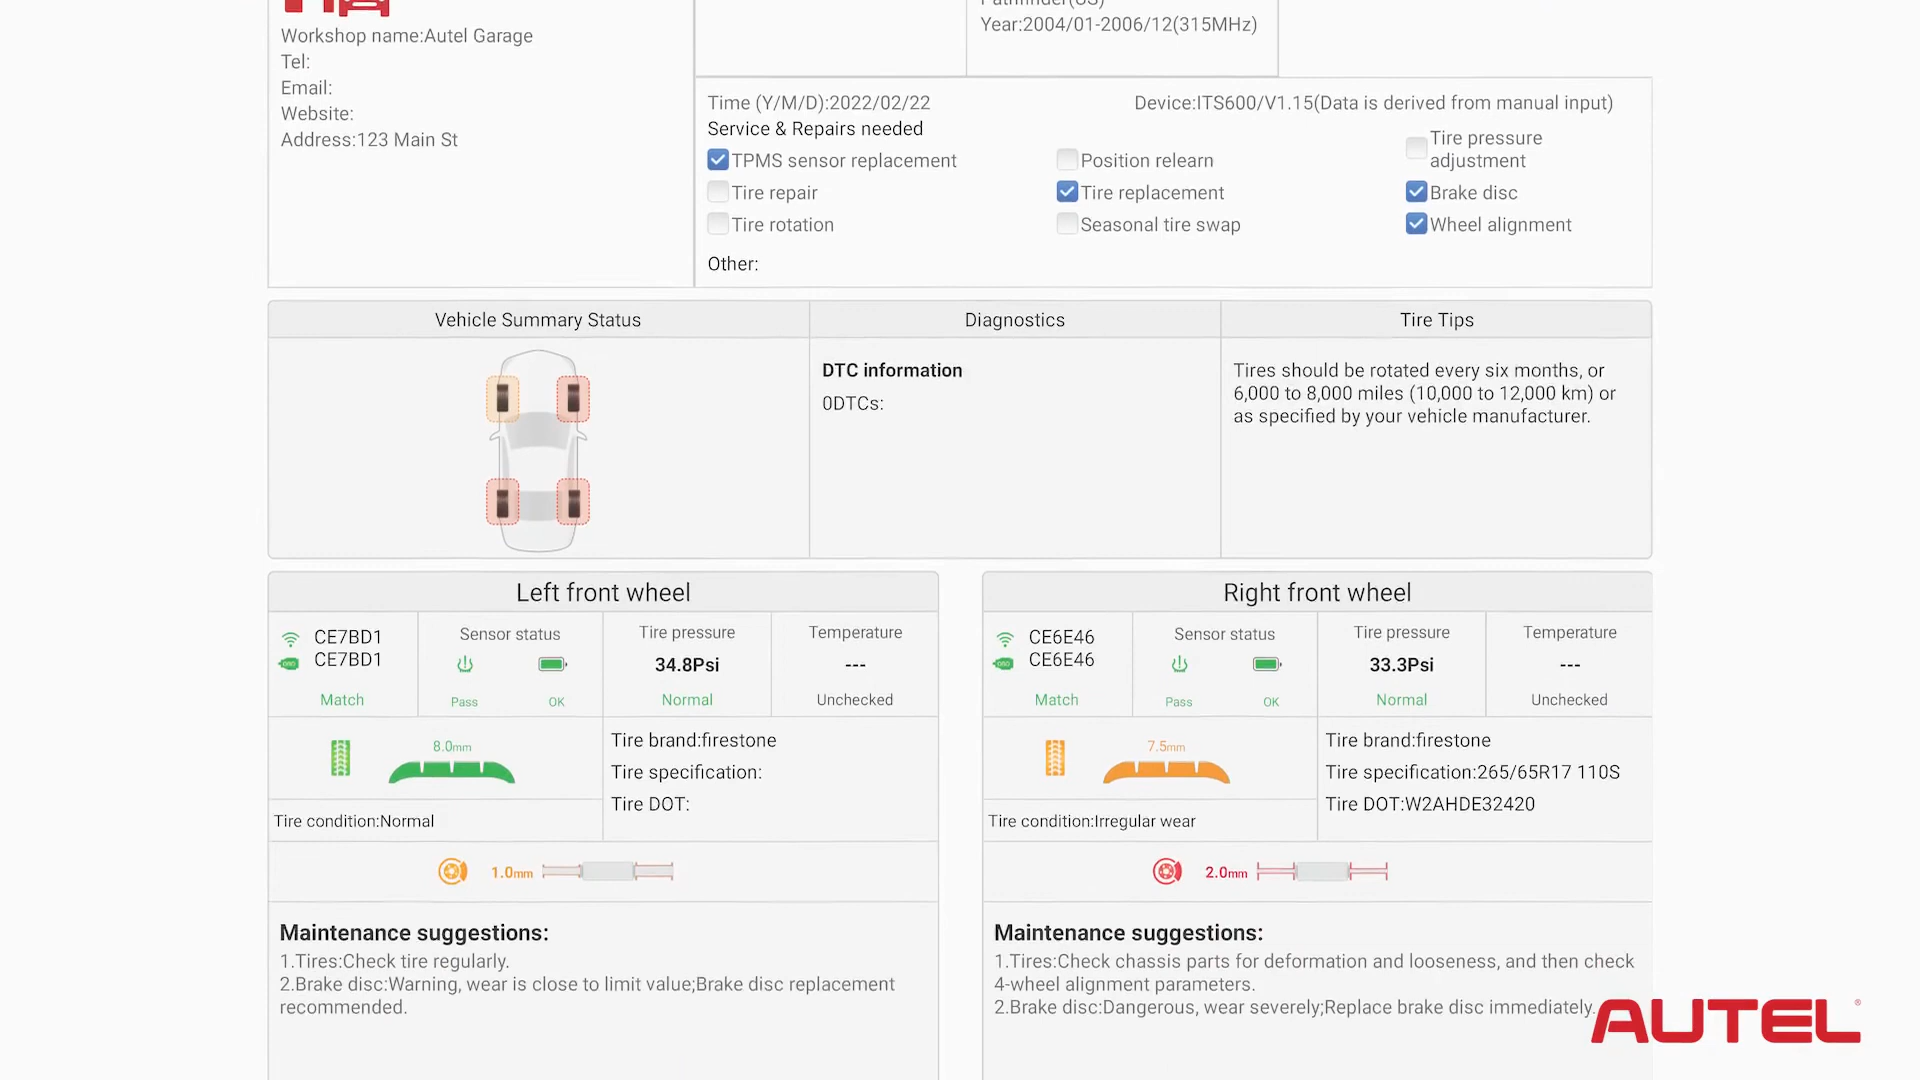 Pathfinder(US)
Year:2004/01-2006/12(315MHz)
Workshop name:Autel Garage
Tel:
Email:
Website:
Address:123 Main St
Time (Y/M/D):2022/02/22
Device:ITS600/V1.15(Data is derived from manual input)
Service & Repairs needed
TPMS sensor replacement
Position relearn
Tire pressure
adjustment
Tire repair
Tire replacement
Brake disc
Tire rotation
Seasonal tire swap
Wheel alignment
Other:
Vehicle Summary Status
Diagnostics
Tire Tips
DTC information
0DTCs:
Tires should be rotated every six months, or
6,000 to 8,000 miles (10,000 to 12,000 km) or
as specified by your vehicle manufacturer.
Left front wheel
CE7BD1
CE7BD1
Match
Sensor status
Pass
OK
Tire pressure
34.8Psi
Normal
Temperature
---
Unchecked
8.0mm
Tire condition:Normal
Tire brand:firestone
Tire specification:
Tire DOT:
1.0mm
Maintenance suggestions:
1.Tires:Check tire regularly.
2.Brake disc:Warning, wear is close to limit value;Brake disc replacement
recommended.
Right front wheel
CE6E46
CE6E46
Match
Sensor status
Pass
OK
Tire pressure
33.3Psi
Normal
Temperature
---
Unchecked
7.5mm
Tire condition:Irregular wear
Tire brand:firestone
Tire specification:265/65R17 110S
Tire DOT:W2AHDE32420
2.0mm
Maintenance suggestions:
1.Tires:Check chassis parts for deformation and looseness, and then check
4-wheel alignment parameters.
2.Brake disc:Dangerous, wear severely;Replace brake disc immediately.
AUTEL®